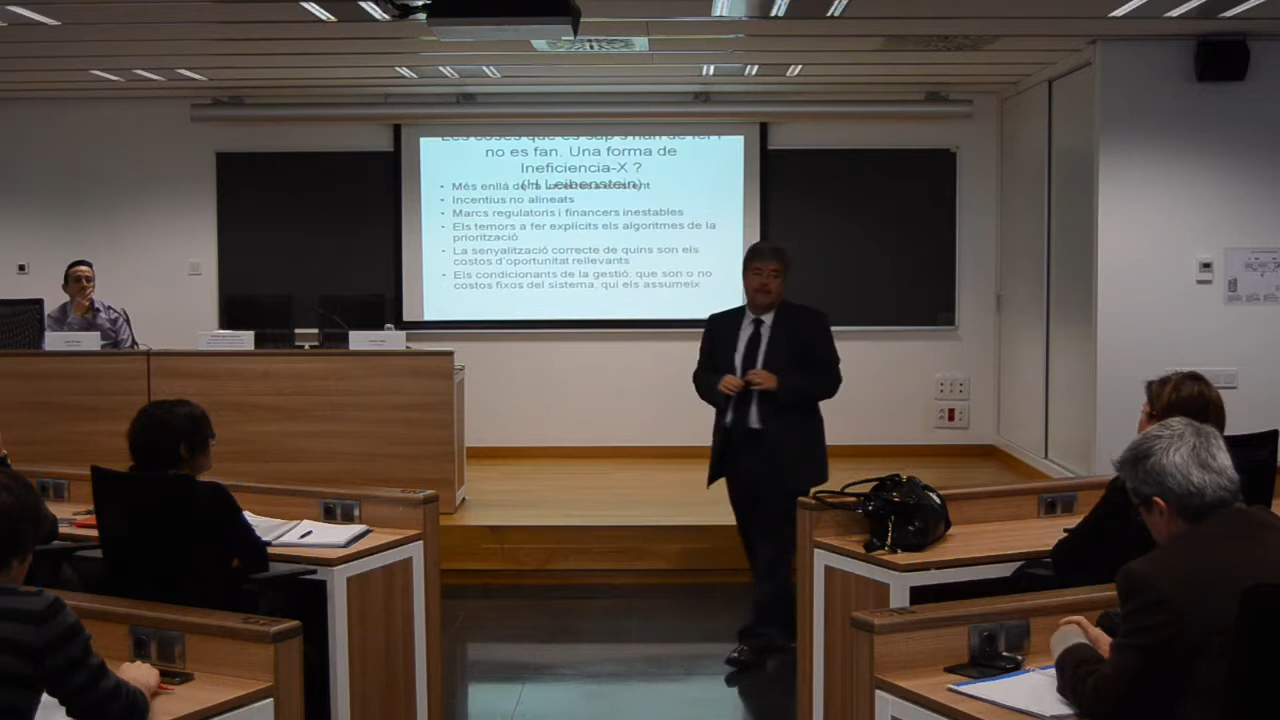 Les coses que es sap s'han de fer i
no es fan. Una forma de
Ineficiencia-X ?
(H Leibenstein)
• Més enllà de la
• Incentius no alineats
• Marcs regulatoris i financers inestables
• Els temors a fer explícits els algoritmes de la
priorització
• La senyalització correcte de quins son els
costos d'oportunitat rellevants
• Els condicionants de la gestió: que son o no
costos fixos del sistema, qui els assumeix